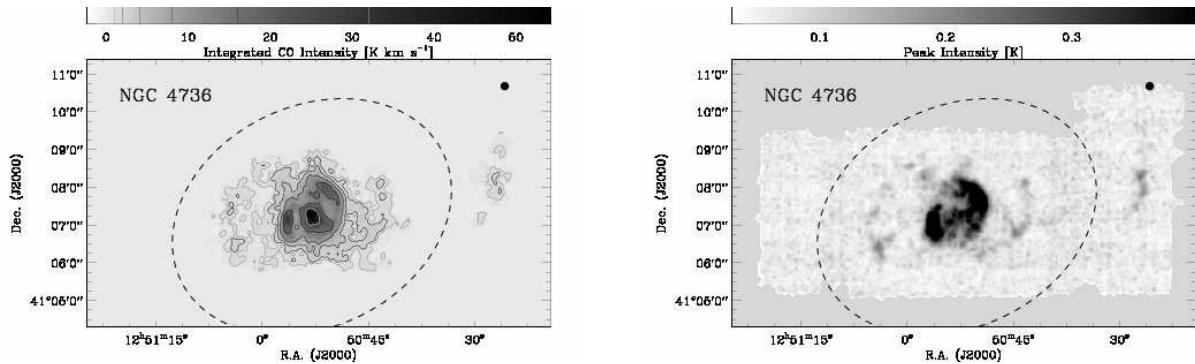 0 10 20 30 40 50 60
Integrated CO Intensity [K km s⁻¹]
NGC 4736
11'0"
10'0"
09'0"
08'0"
07'0"
06'0"
41°05'0"
Dec. (J2000)
12ʰ51ᵐ15ˢ 0ˢ 50ᵐ45ˢ 30ˢ
R.A. (J2000)
0.1 0.2 0.3
Peak Intensity [K]
NGC 4736
11'0"
10'0"
09'0"
08'0"
07'0"
06'0"
41°05'0"
Dec. (J2000)
12ʰ51ᵐ15ˢ 0ˢ 50ᵐ45ˢ 30ˢ
R.A. (J2000)